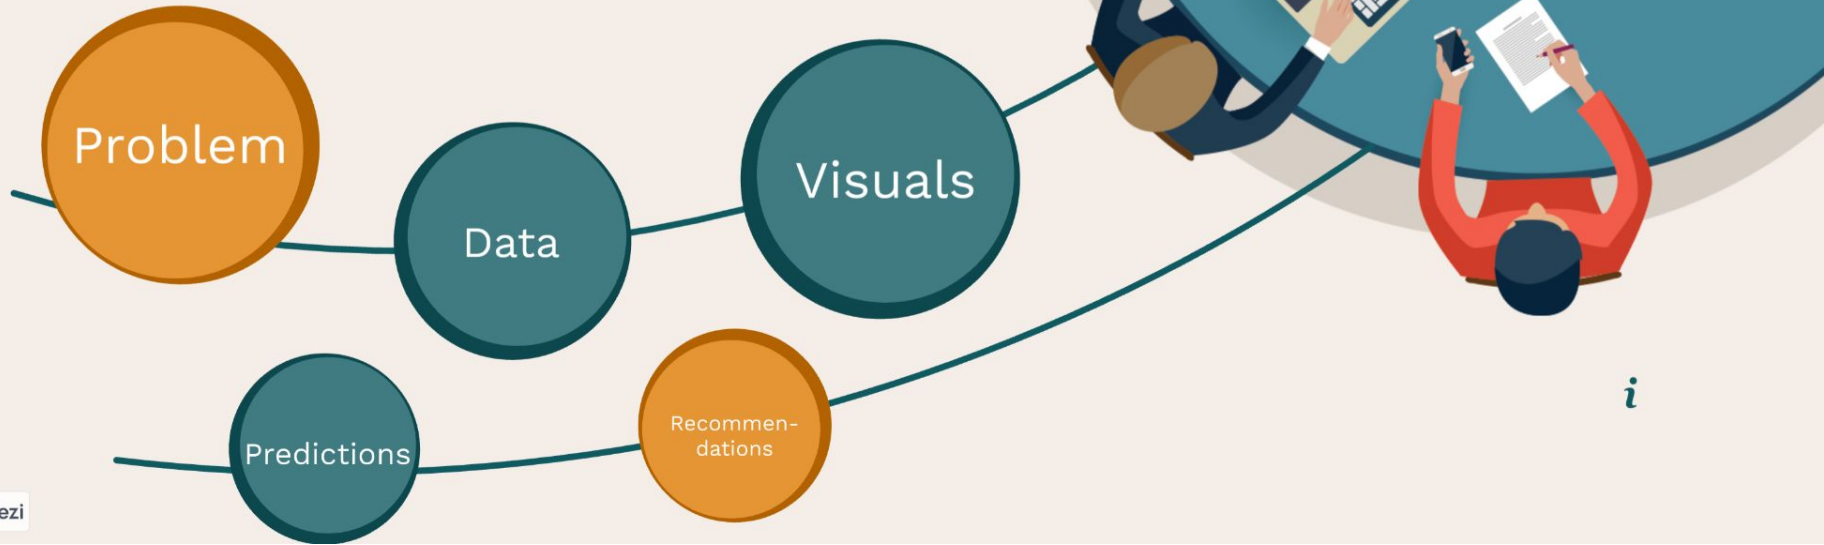 Problem
Data
Visuals
Predictions
Recommen-
dations
i
ezi